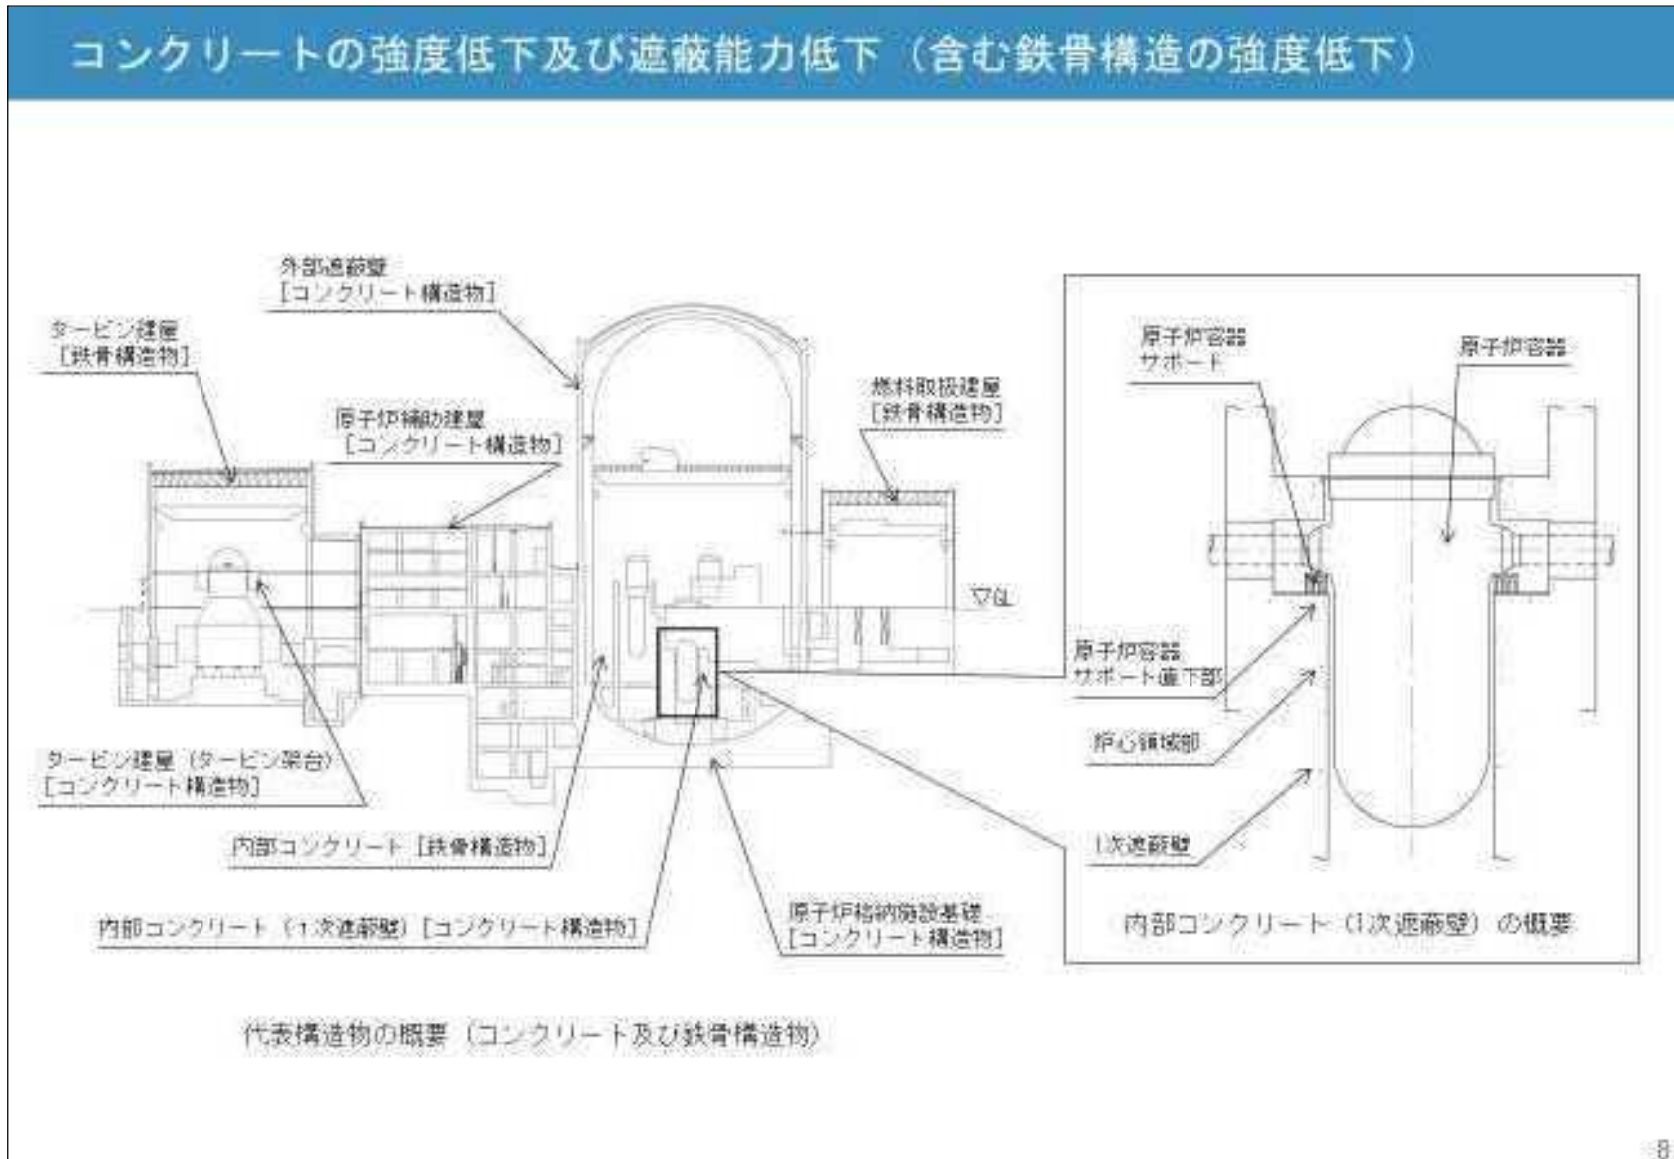 コンクリートの強度低下及び遮蔽能力低下（含む鉄骨構造の強度低下）
外部遮蔽壁
[コンクリート構造物]
タービン建屋
[鉄骨構造物]
原子炉補助建屋
[コンクリート構造物]
燃料取扱建屋
[鉄骨構造物]
▽GL
タービン建屋（タービン架台）
[コンクリート構造物]
内部コンクリート [鉄骨構造物]
内部コンクリート（1次遮蔽壁）[コンクリート構造物]
原子炉格納施設基礎
[コンクリート構造物]
代表構造物の概要（コンクリート及び鉄骨構造物）
原子炉容器
サポート
原子炉容器
原子炉容器
サポート直下部
炉心領域部
1次遮蔽壁
内部コンクリート（1次遮蔽壁）の概要
8